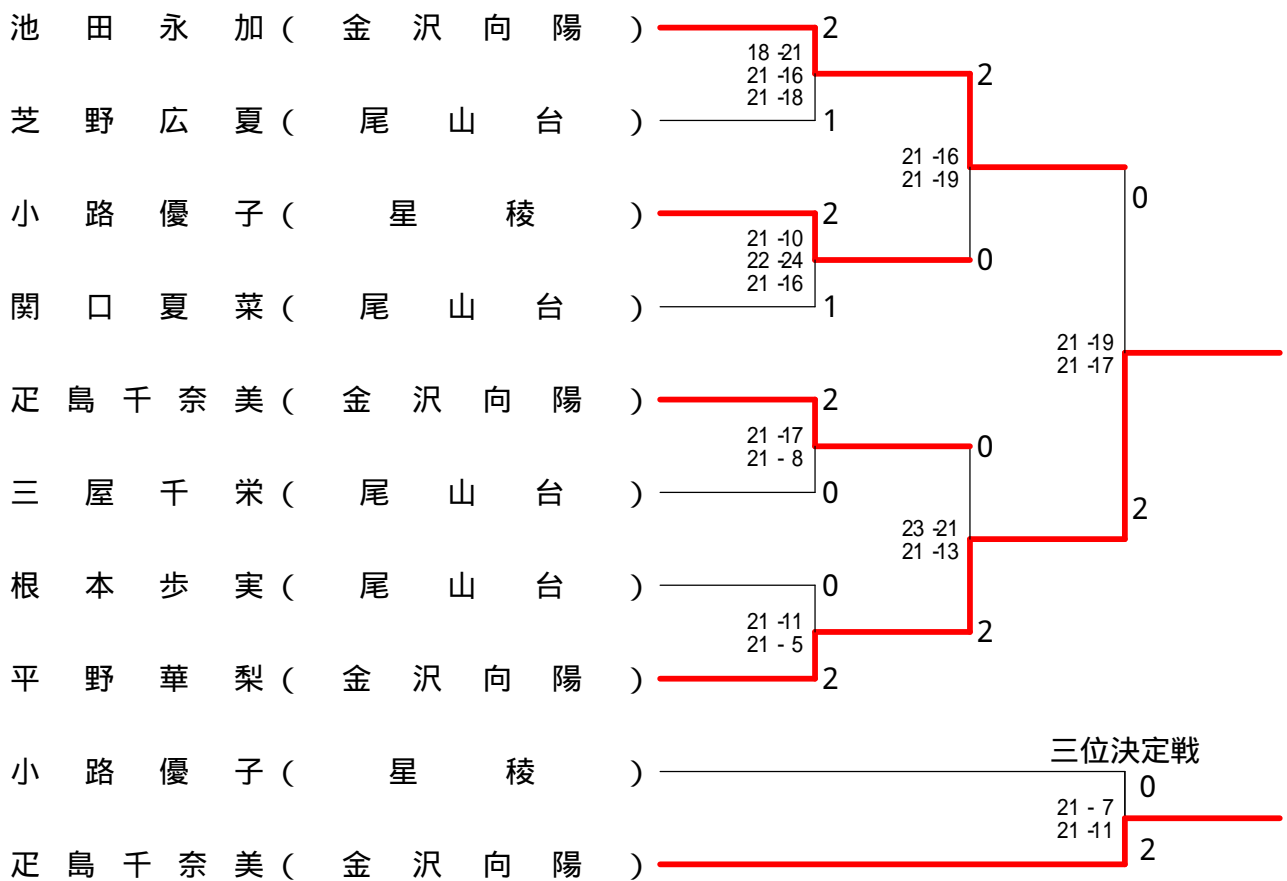 池田永加(金沢向陽) 2
18-21
21-16
21-18
2
芝野広夏(尾山台) 1
21-16
21-19
0
小路優子(星稜) 2
21-10
22-24
21-16
0
関口夏菜(尾山台) 1
21-19
21-17
疋島千奈美(金沢向陽) 2
21-17
21-8
0
三屋千栄(尾山台) 0
2
23-21
21-13
根本歩実(尾山台) 0
21-11
21-5
2
平野華梨(金沢向陽) 2
三位決定戦
小路優子(星稜) 0
21-7
21-11
2
疋島千奈美(金沢向陽)